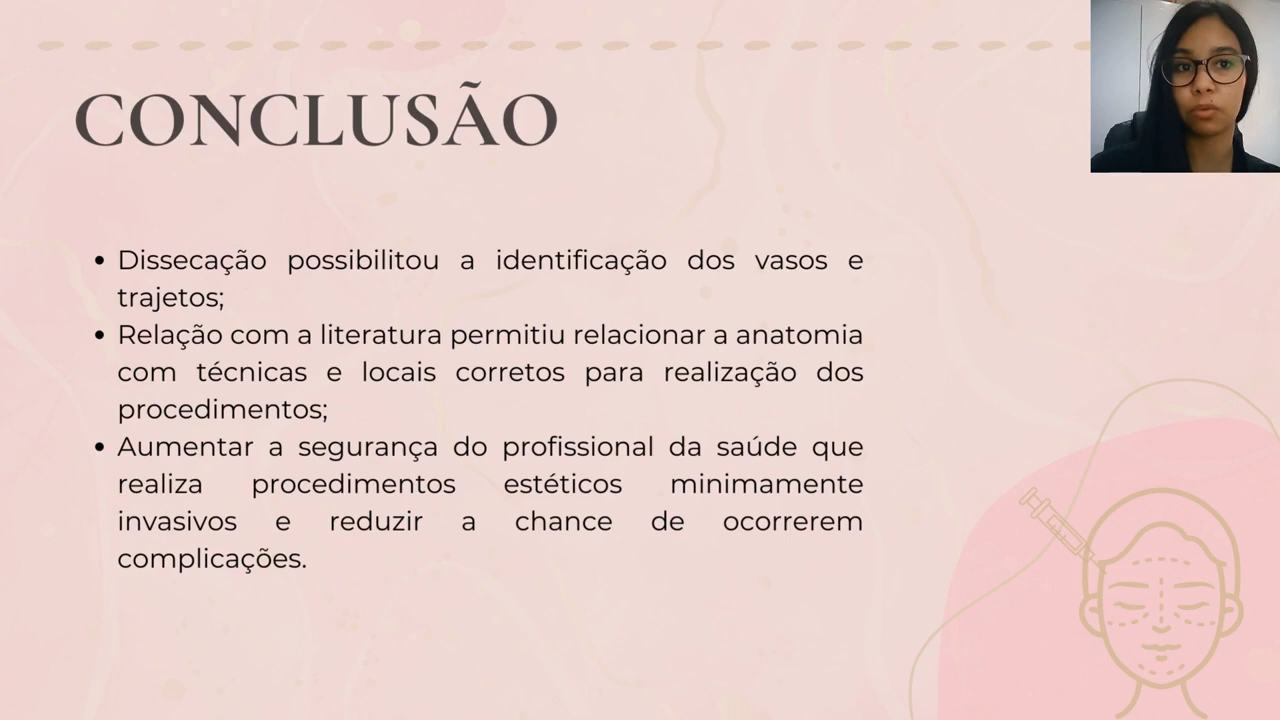 CONCLUSÃO
• Dissecação possibilitou a identificação dos vasos e
trajetos;
• Relação com a literatura permitiu relacionar a anatomia
com técnicas e locais corretos para realização dos
procedimentos;
• Aumentar a segurança do profissional da saúde que
realiza procedimentos estéticos minimamente
invasivos e reduzir a chance de ocorrerem
complicações.